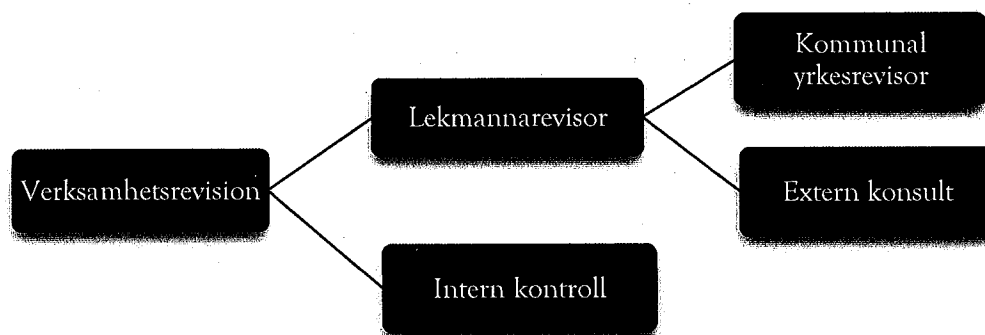 Kommunal
yrkesrevisor
Lekmannarevisor
Verksamhetsrevision
Extern konsult
Intern kontroll